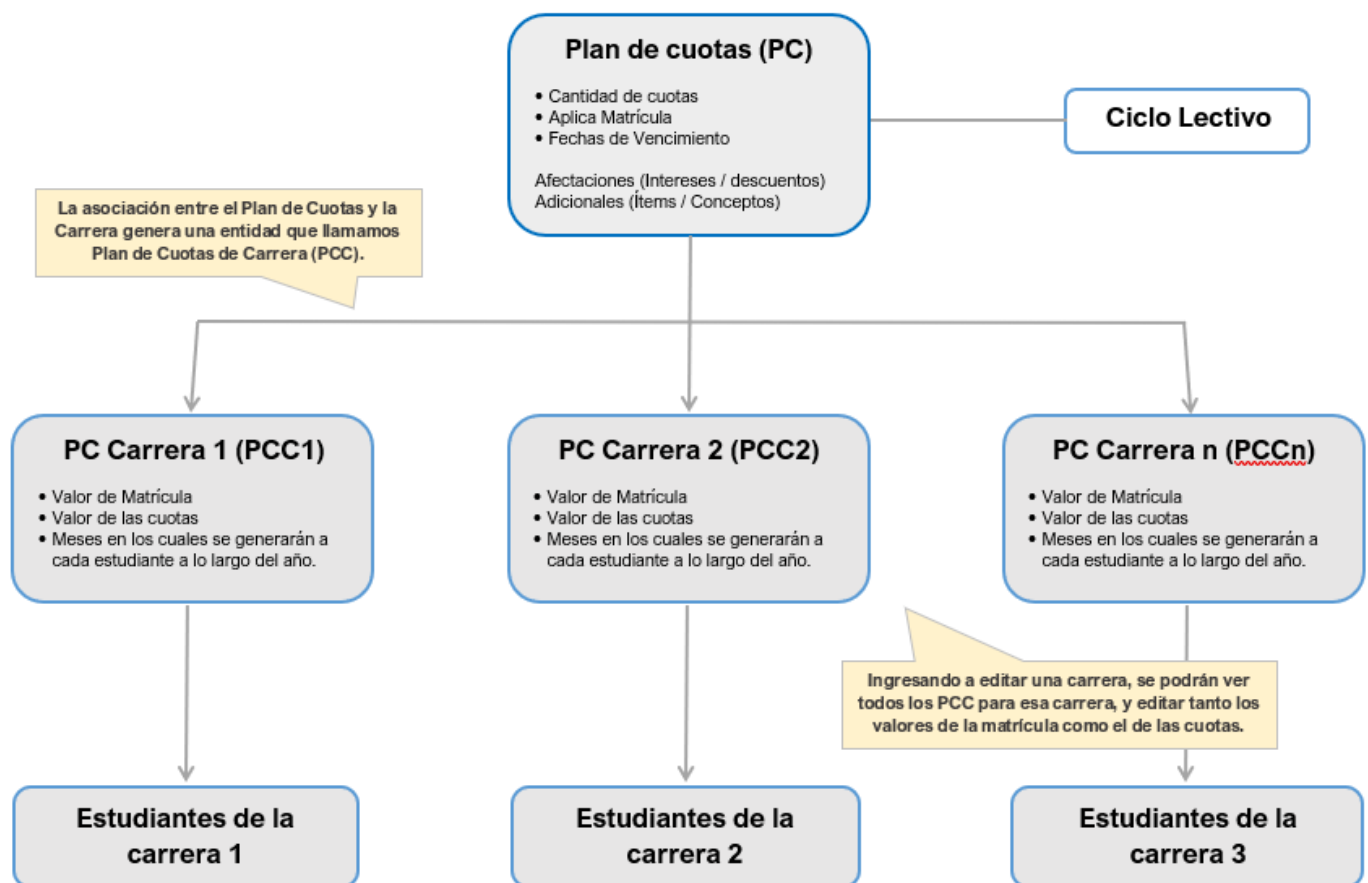 Plan de cuotas (PC)
• Cantidad de cuotas
• Aplica Matrícula
• Fechas de Vencimiento
Afectaciones (Intereses / descuentos)
Adicionales (Ítems / Conceptos)
Ciclo Lectivo
La asociación entre el Plan de Cuotas y la
Carrera genera una entidad que llamamos
Plan de Cuotas de Carrera (PCC).
PC Carrera 1 (PCC1)
• Valor de Matrícula
• Valor de las cuotas
• Meses en los cuales se generarán a
cada estudiante a lo largo del año.
PC Carrera 2 (PCC2)
• Valor de Matrícula
• Valor de las cuotas
• Meses en los cuales se generarán a
cada estudiante a lo largo del año.
PC Carrera n (PCCn)
• Valor de Matrícula
• Valor de las cuotas
• Meses en los cuales se generarán a
cada estudiante a lo largo del año.
Ingresando a editar una carrera, se podrán ver
todos los PCC para esa carrera, y editar tanto los
valores de la matrícula como el de las cuotas.
Estudiantes de la
carrera 1
Estudiantes de la
carrera 2
Estudiantes de la
carrera 3